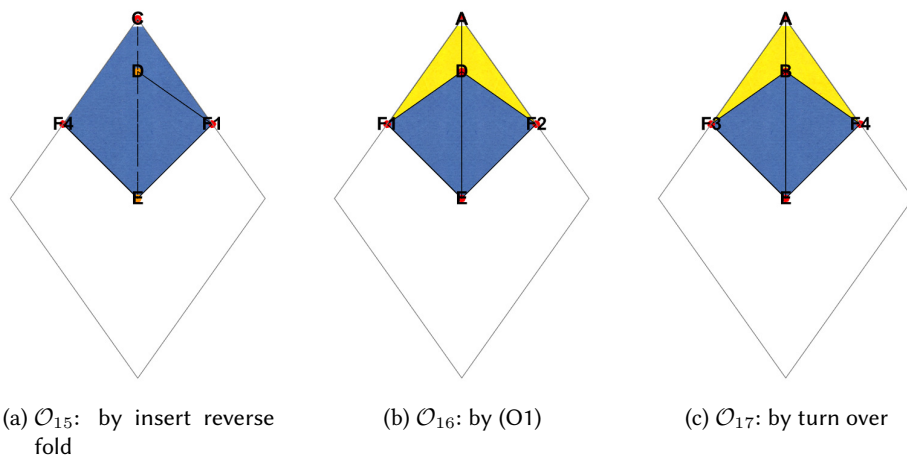 C
D
F4 F1
E
A
D
F1 F2
E
A
B
F3 F4
E
(a) O15: by insert reverse
fold
(b) O16: by (O1)
(c) O17: by turn over